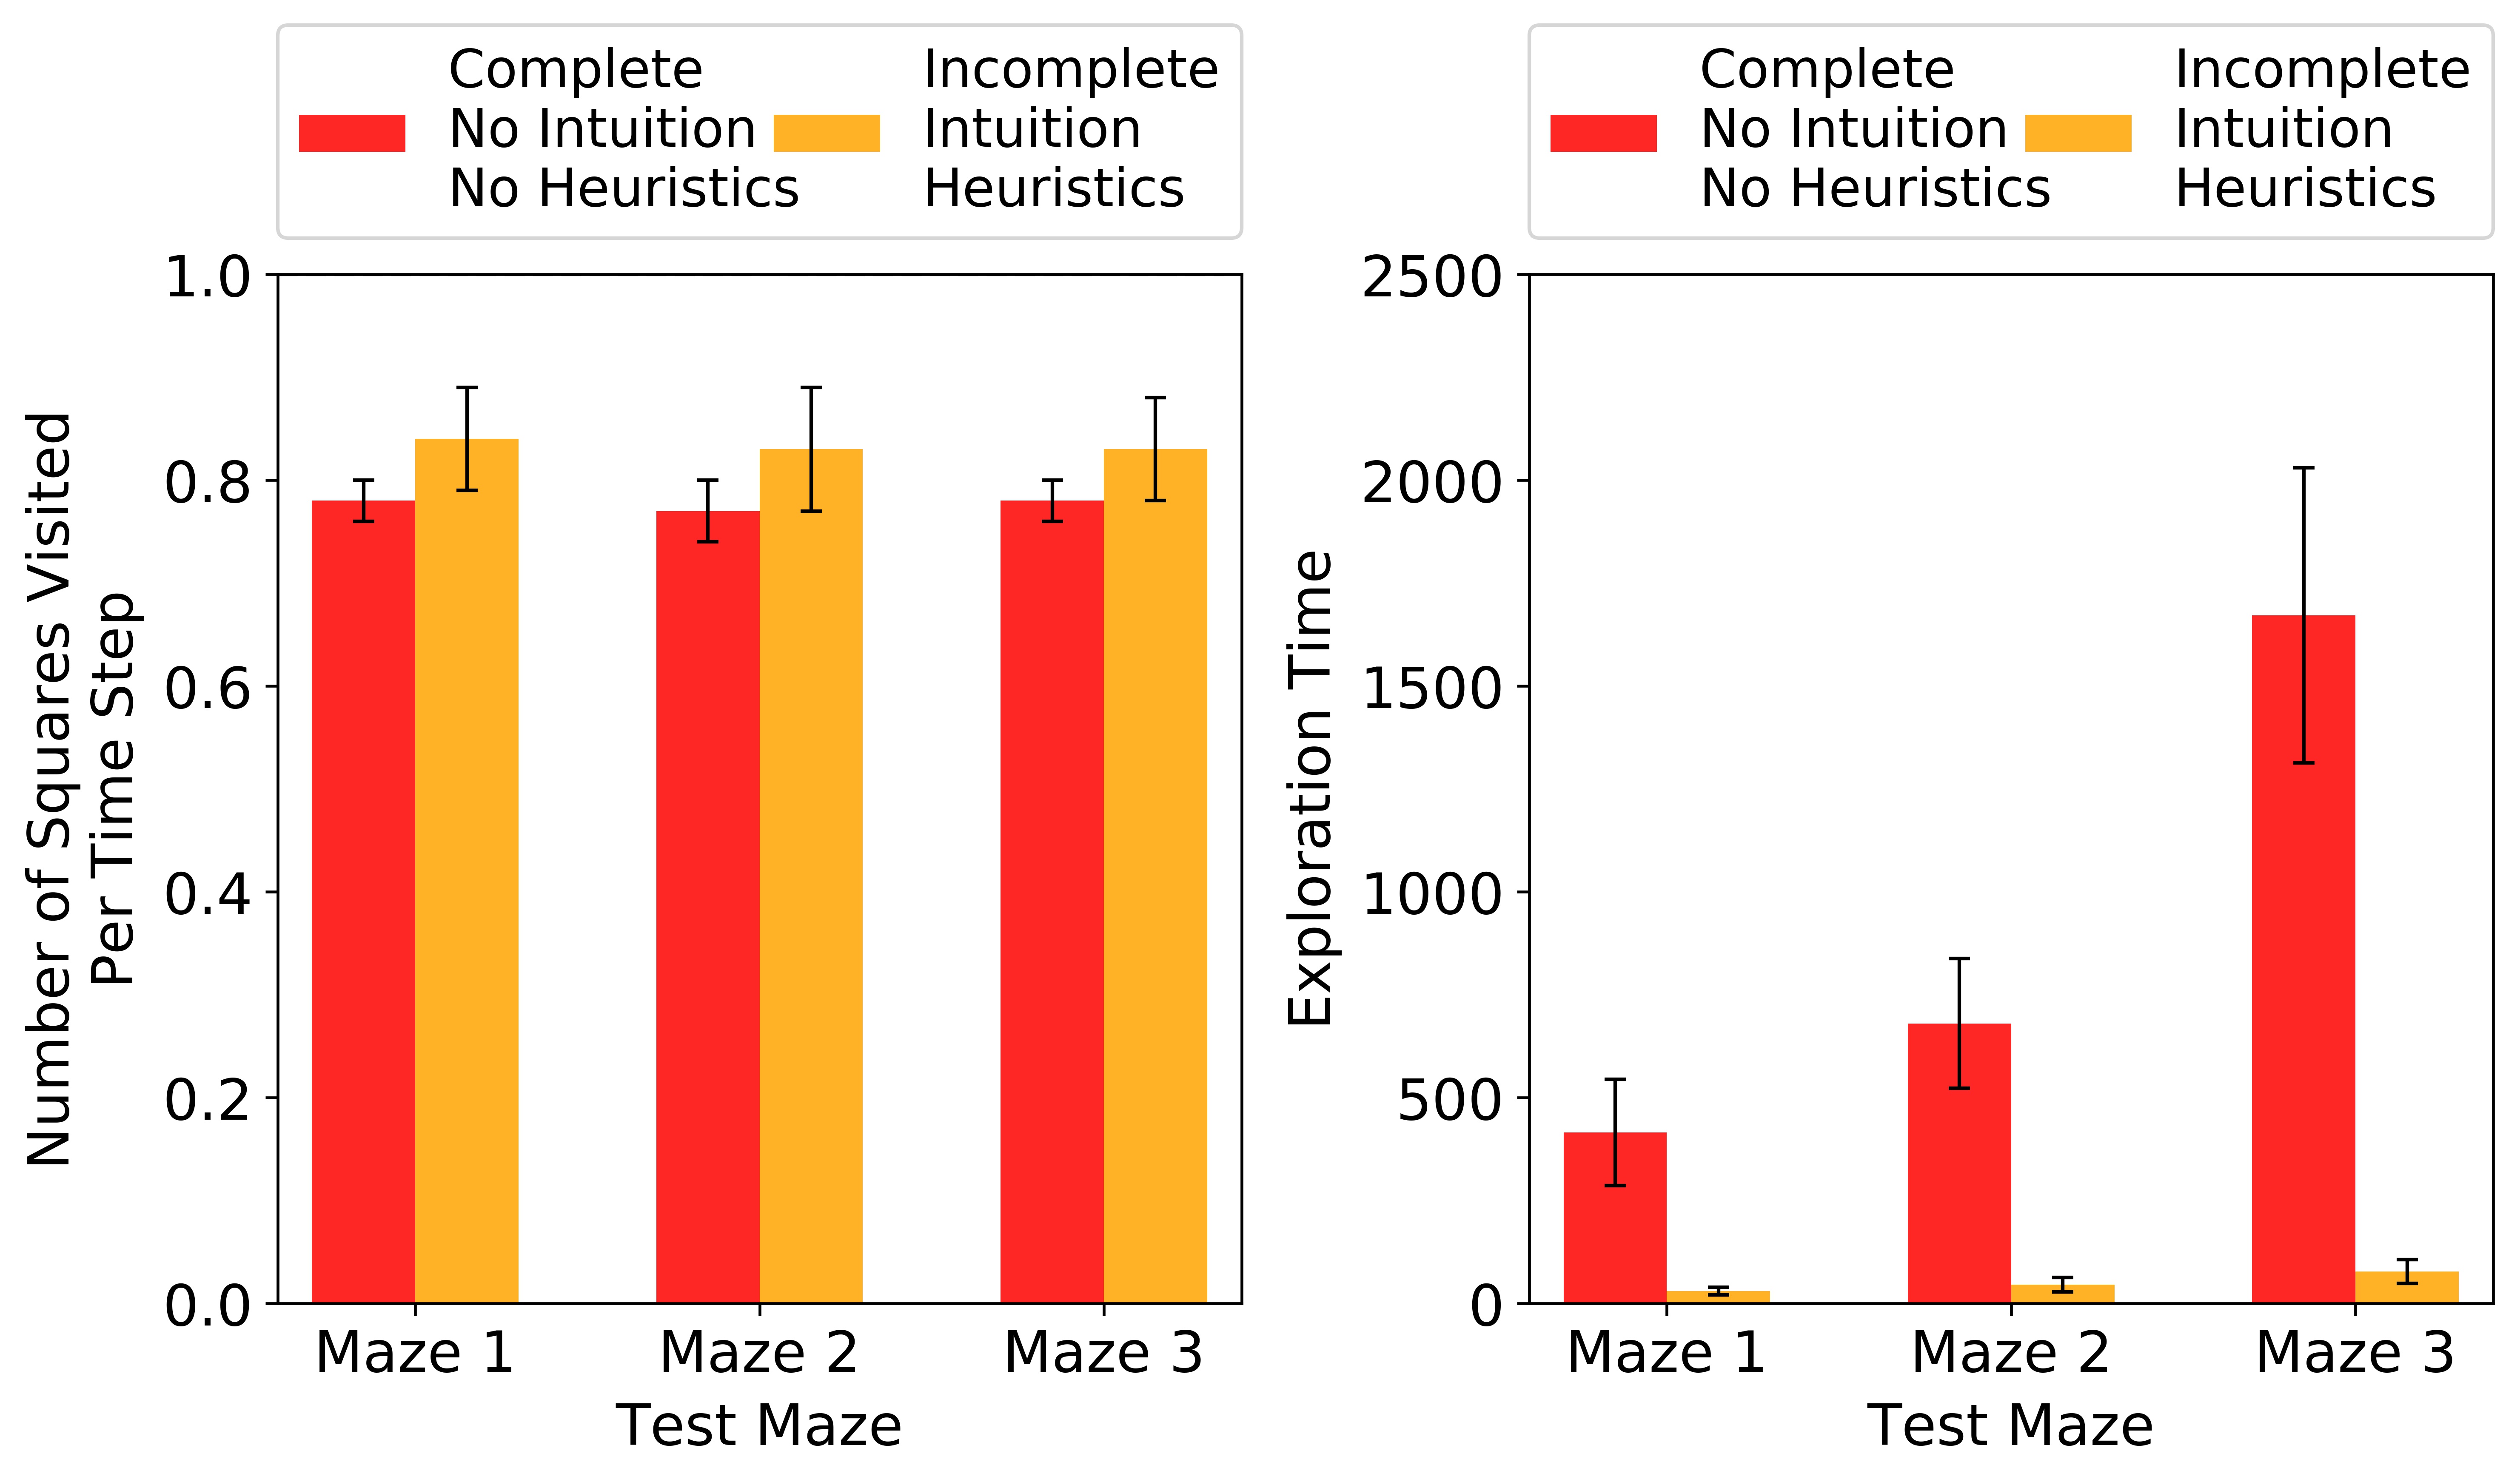 Complete
No Intuition
No Heuristics
Incomplete
Intuition
Heuristics
Number of Squares Visited
Per Time Step
1.0
0.8
0.6
0.4
0.2
0.0
Maze 1
Maze 2
Maze 3
Test Maze
Complete
No Intuition
No Heuristics
Incomplete
Intuition
Heuristics
Exploration Time
2500
2000
1500
1000
500
0
Maze 1
Maze 2
Maze 3
Test Maze